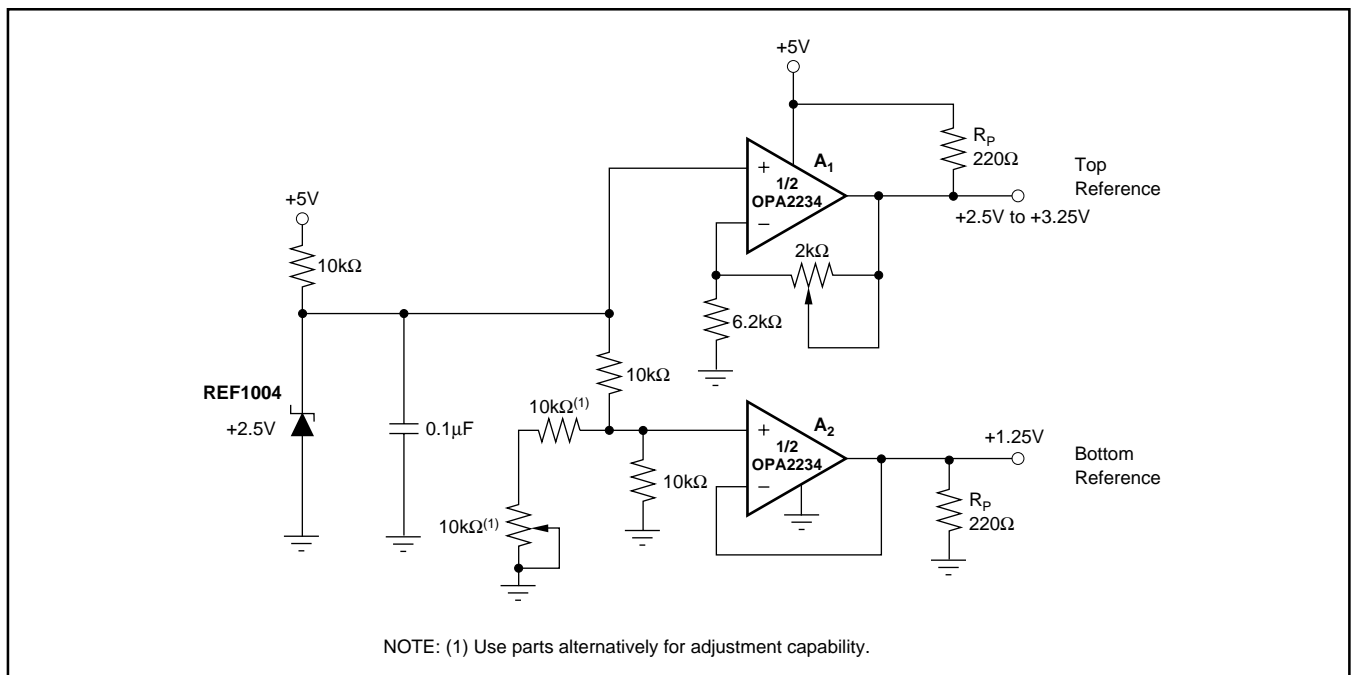 +5V
R_P
220Ω
Top
Reference
+
A₁
1/2
OPA2234
−
+2.5V to +3.25V
+5V
10kΩ
2kΩ
6.2kΩ
10kΩ
REF1004
+2.5V
0.1µF
10kΩ⁽¹⁾
+
A₂
1/2
OPA2234
−
+1.25V
Bottom
Reference
10kΩ
10kΩ⁽¹⁾
R_P
220Ω
NOTE: (1) Use parts alternatively for adjustment capability.